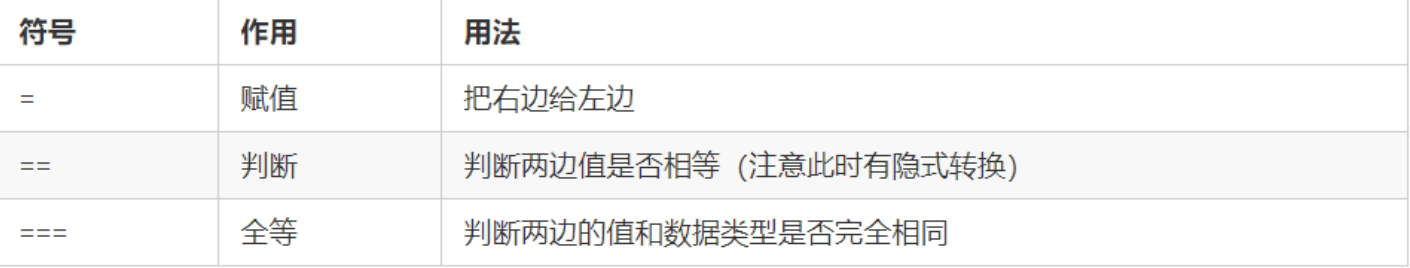 符号 作用 用法
= 赋值 把右边给左边
== 判断 判断两边值是否相等（注意此时有隐式转换）
=== 全等 判断两边的值和数据类型是否完全相同